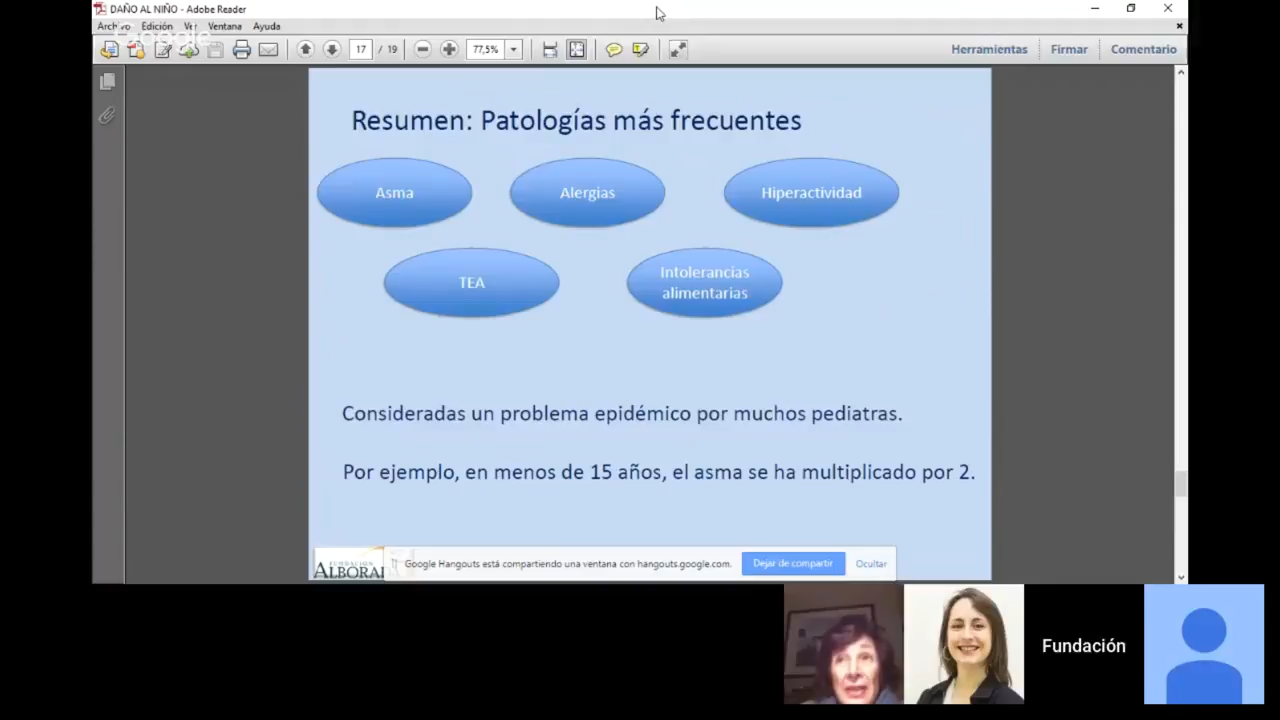 DAÑO AL NIÑO - Adobe Reader
Archivo Edición Ver Ventana Ayuda
Google
17 / 19 77,5% Herramientas Firmar Comentario
Resumen: Patologías más frecuentes
Asma Alergias Hiperactividad
TEA Intolerancias
alimentarias
Consideradas un problema epidémico por muchos pediatras.
Por ejemplo, en menos de 15 años, el asma se ha multiplicado por 2.
FUNDACIÓN
Google Hangouts está compartiendo una ventana con hangouts.google.com. Dejar de compartir Ocultar
Fundación